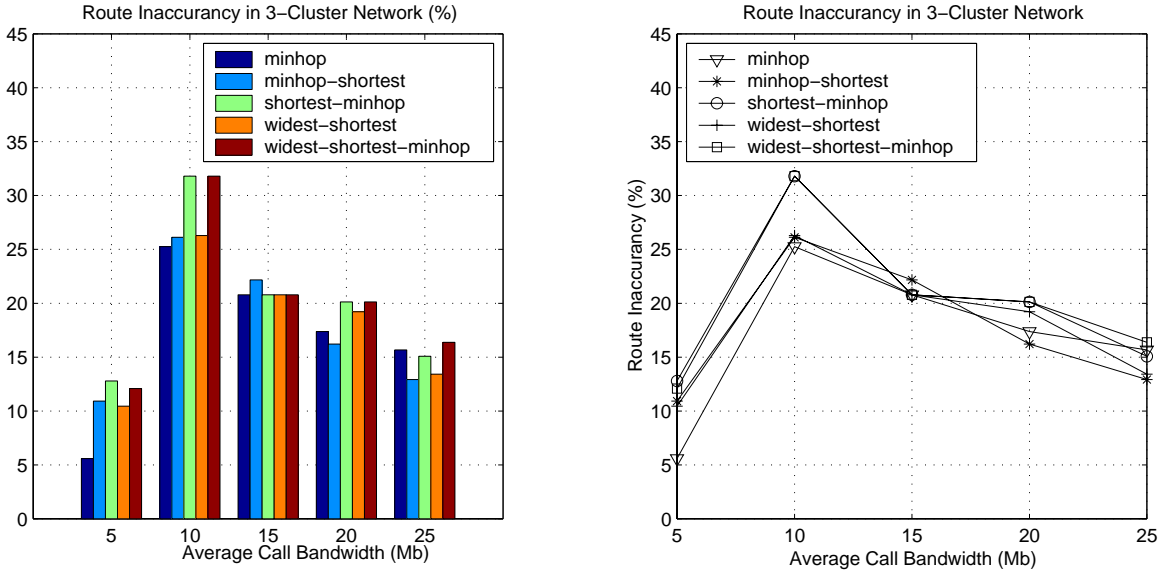 Route Inaccurancy in 3−Cluster Network (%)
45
40
35
30
25
20
15
10
5
0
minhop
minhop−shortest
shortest−minhop
widest−shortest
widest−shortest−minhop
5 10 15 20 25
Average Call Bandwidth (Mb)
Route Inaccurancy in 3−Cluster Network
Route Inaccurancy (%)
45
40
35
30
25
20
15
10
5
0
minhop
minhop−shortest
shortest−minhop
widest−shortest
widest−shortest−minhop
5 10 15 20 25
Average Call Bandwidth (Mb)